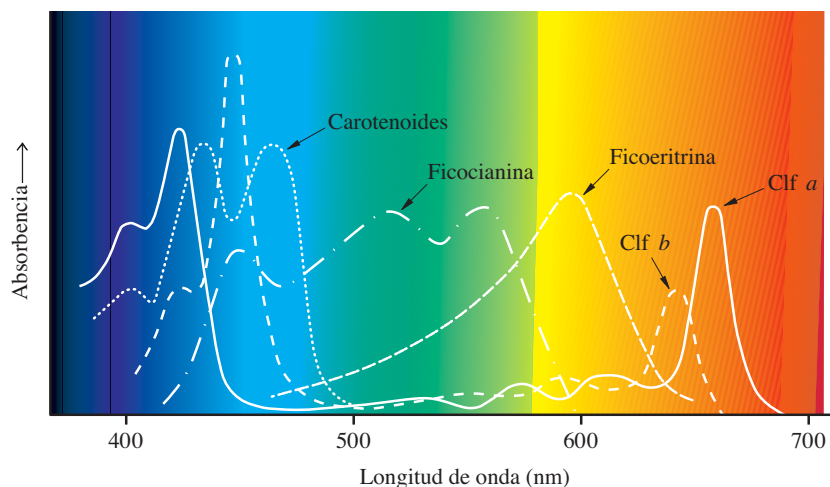 Absorbencia
Carotenoides
Ficocianina
Ficoeritrina
Clf a
Clf b
400
500
600
700
Longitud de onda (nm)